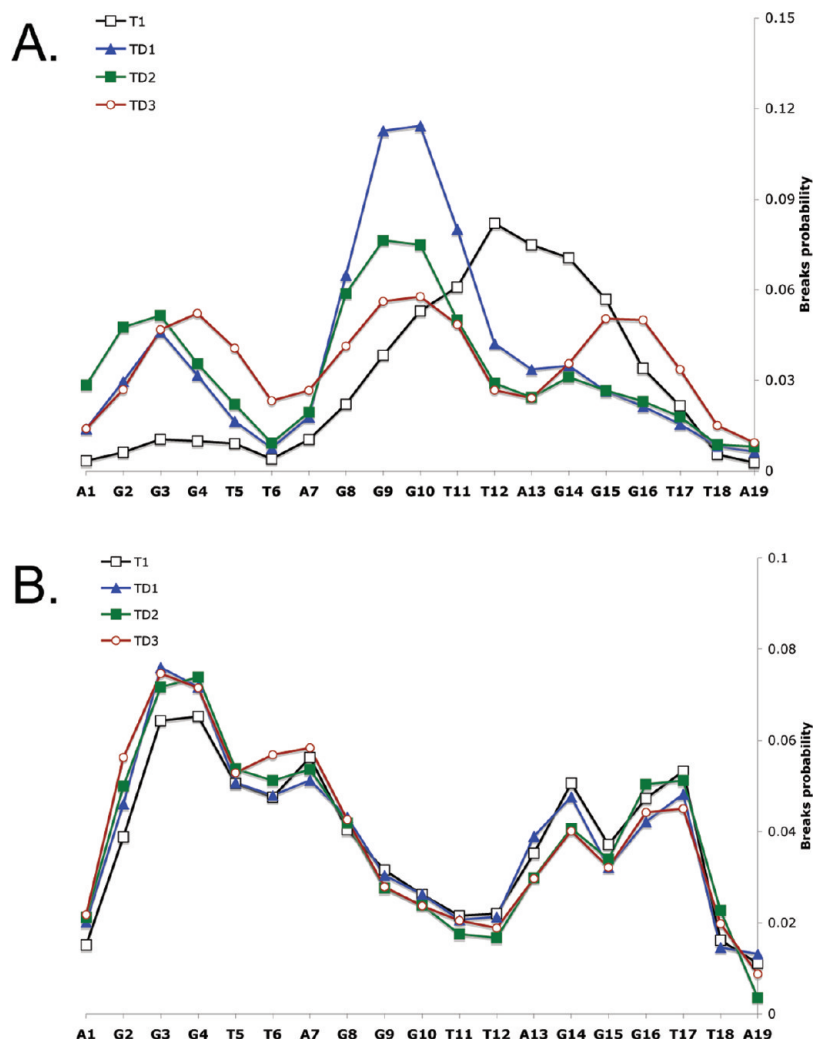 A.
T1
TD1
TD2
TD3
0.15
0.12
0.09
0.06
0.03
0
Breaks probability
A1 G2 G3 G4 T5 T6 A7 G8 G9 G10 T11 T12 A13 G14 G15 G16 T17 T18 A19
B.
T1
TD1
TD2
TD3
0.1
0.08
0.06
0.04
0.02
0
Breaks probability
A1 G2 G3 G4 T5 T6 A7 G8 G9 G10 T11 T12 A13 G14 G15 G16 T17 T18 A19